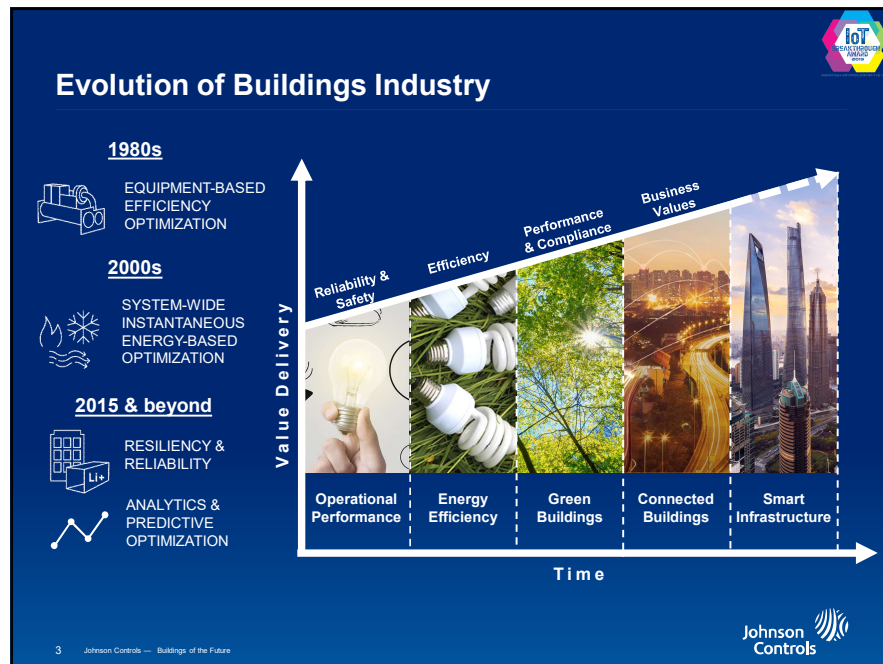 IoT
BREAKTHROUGH
AWARD
2019
Evolution of Buildings Industry
1980s
EQUIPMENT-BASED
EFFICIENCY
OPTIMIZATION
2000s
SYSTEM-WIDE
INSTANTANEOUS
ENERGY-BASED
OPTIMIZATION
2015 & beyond
RESILIENCY &
RELIABILITY
Li+
ANALYTICS &
PREDICTIVE
OPTIMIZATION
Value Delivery
Reliability &
Safety
Efficiency
Performance
& Compliance
Business
Values
Operational
Performance
Energy
Efficiency
Green
Buildings
Connected
Buildings
Smart
Infrastructure
Time
3 Johnson Controls — Buildings of the Future
Johnson
Controls